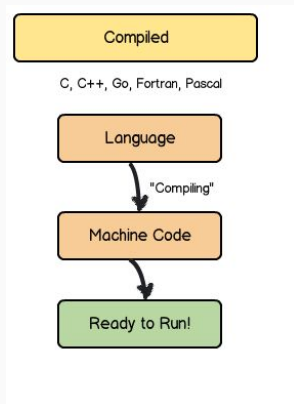 Compiled
C, C++, Go, Fortran, Pascal
Language
"Compiling"
Machine Code
Ready to Run!